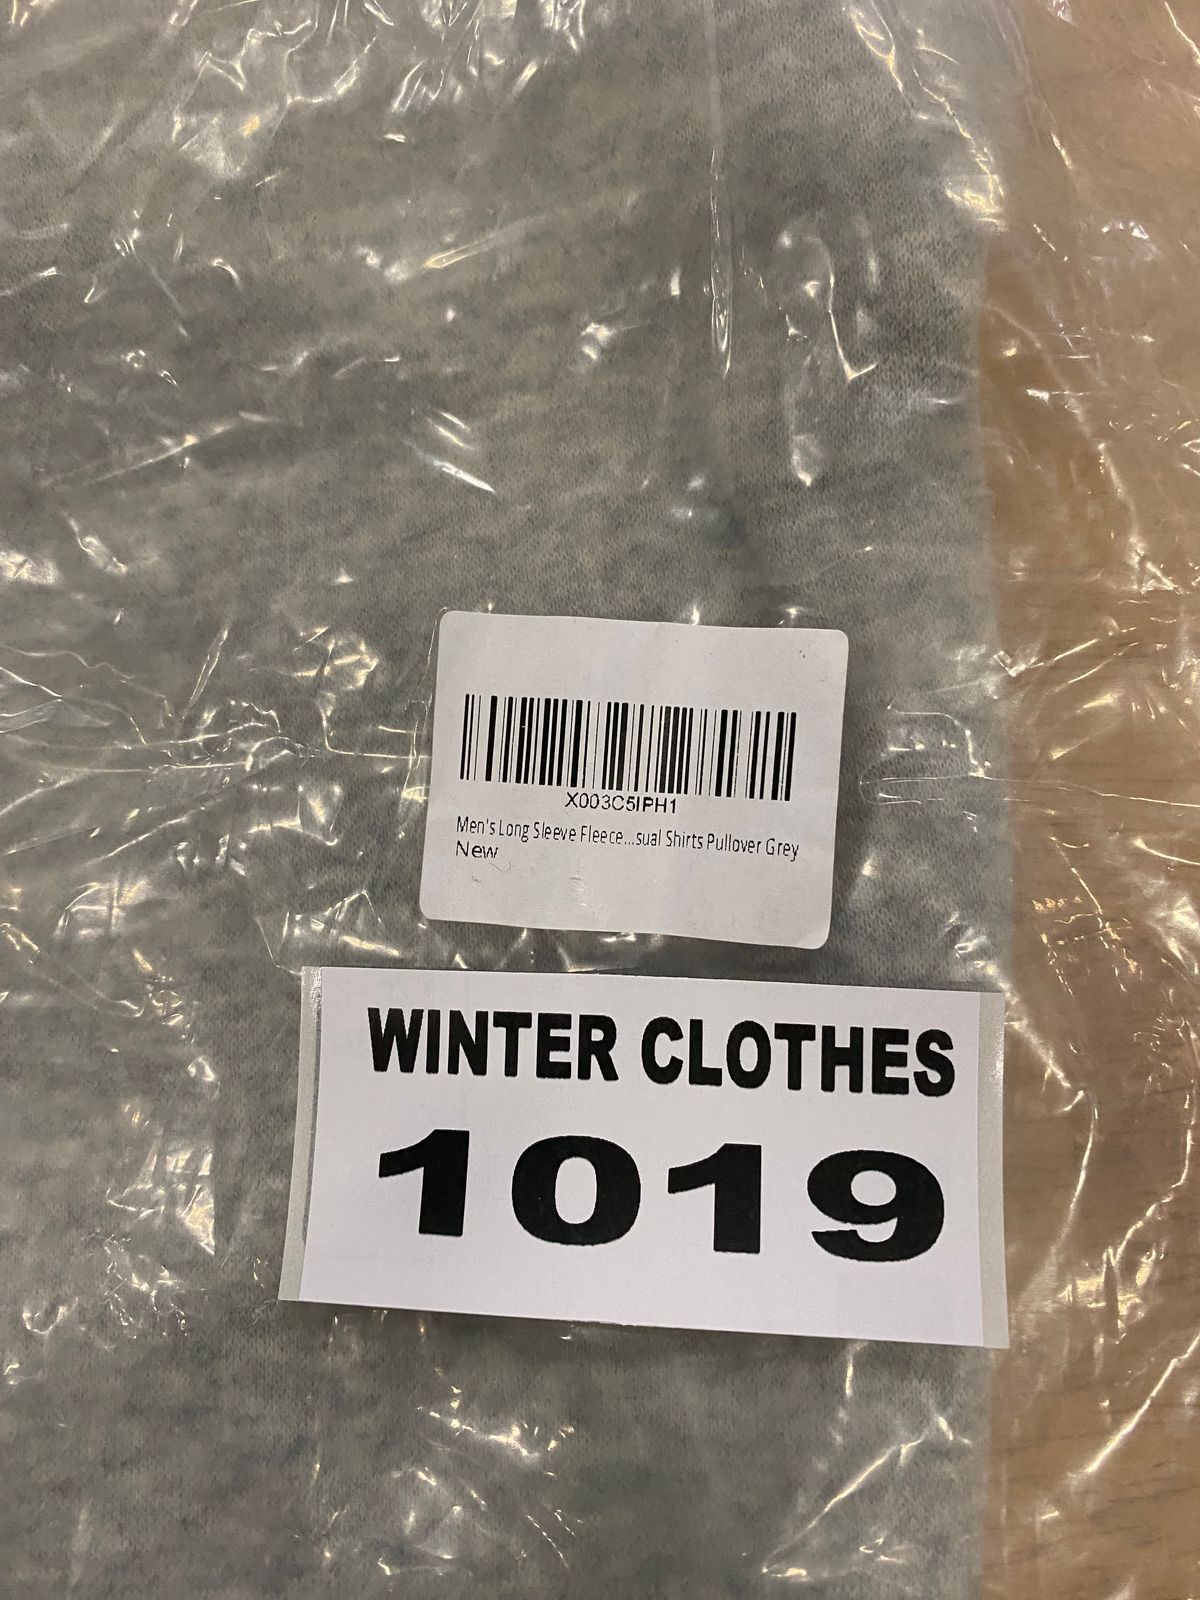 X003C5IPH1
Men's Long Sleeve Fleece...sual Shirts Pullover Grey
New
WINTER CLOTHES
1019